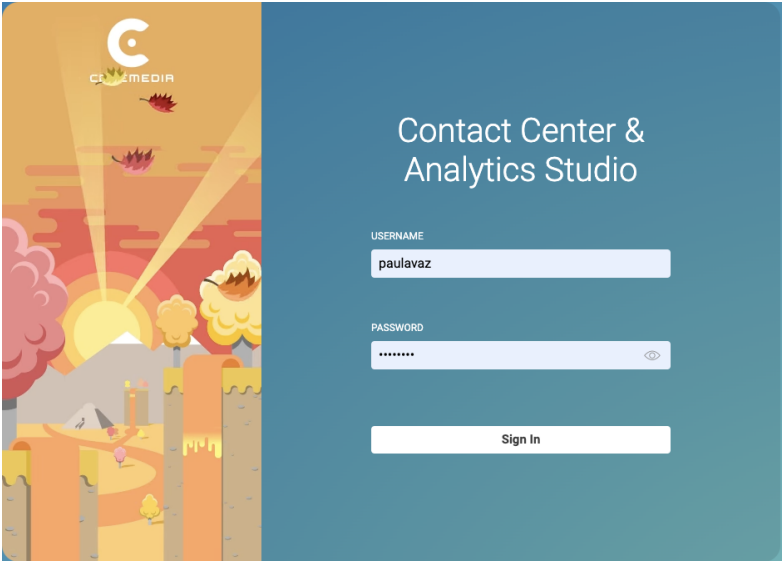 Contact Center &
Analytics Studio
USERNAME
paulavaz
PASSWORD
••••••••
Sign In